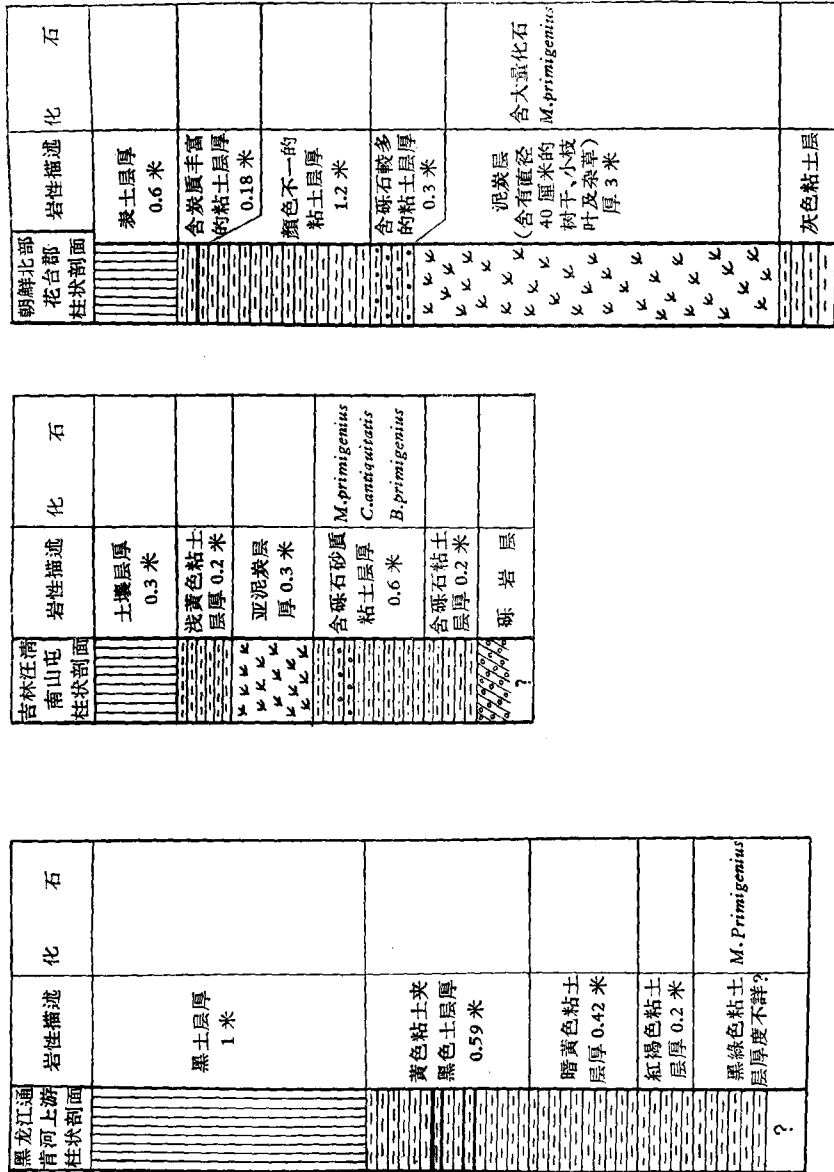 黑龙江通
肯河上游
柱状剖面
岩性描述
化 石
黑土层厚
1 米
黄色粘土夹
黑色土层厚
0.59 米
暗黄色粘土
层厚 0.42 米
紅褐色粘土
层厚 0.2 米
黑綠色粘土
层厚度不詳?
M. Primigenius
?
吉林汪清
南山屯
柱状剖面
岩性描述
化 石
土壤层厚
0.3 米
浅黄色粘土
层厚 0.2 米
亚泥炭层
厚 0.3 米
含砾石砂质
粘土层厚
0.6 米
M.primigenius
C.antiquitatis
B.primigenius
含砾石粘土
层厚 0.2 米
砾 岩 层
?
朝鮮北部
花台郡
柱状剖面
岩性描述
化 石
表土层厚
0.6 米
含炭質丰富
的粘土层厚
0.18 米
顏色不一的
粘土层厚
1.2 米
含砾石較多
的粘土层厚
0.3 米
泥炭层
(含有直径
40 厘米的
树干、小枝
叶及杂草)
厚 3 米
含大量化石
M.primigenius
灰色粘土层